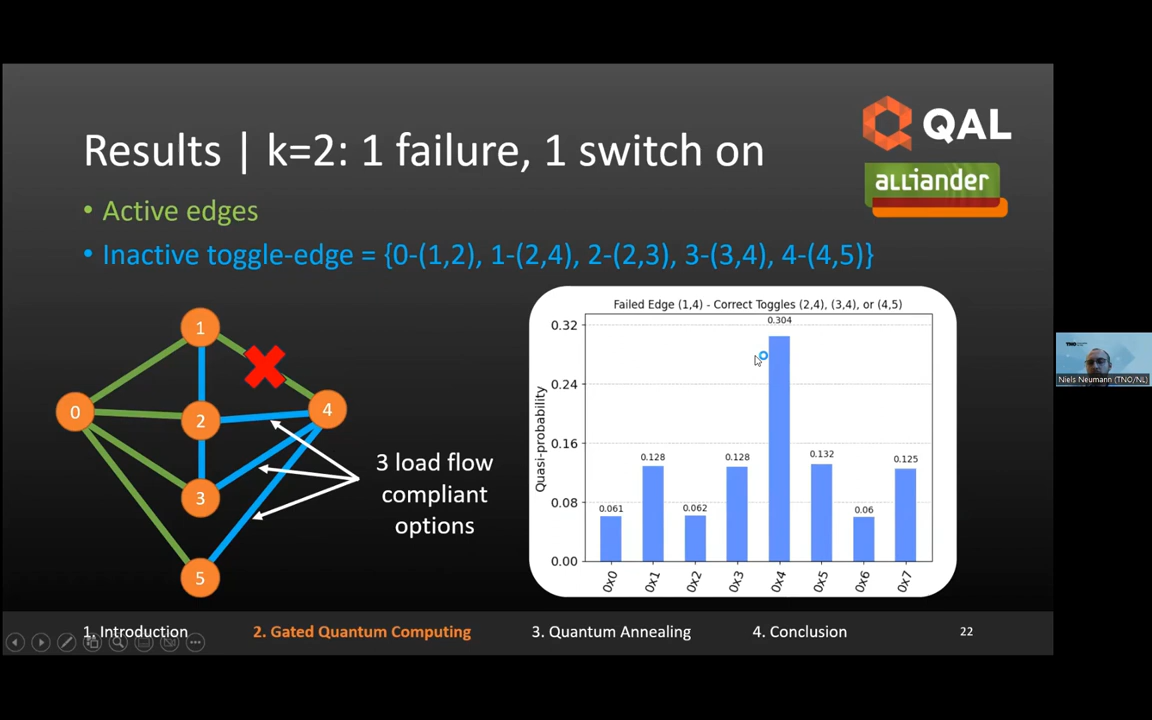 Results | k=2: 1 failure, 1 switch on
QAL
alliander
• Active edges
• Inactive toggle-edge = {0-(1,2), 1-(2,4), 2-(2,3), 3-(3,4), 4-(4,5)}
1
0
2
4
3
5
3 load flow
compliant
options
Failed Edge (1,4) - Correct Toggles (2,4), (3,4), or (4,5)
Quasi-probability
0.32
0.24
0.16
0.08
0.00
0.061
0.128
0.062
0.128
0.304
0.132
0.06
0.125
0x0
0x1
0x2
0x3
0x4
0x5
0x6
0x7
TNO
Niels Neumann (TNO/NL)
1. Introduction
2. Gated Quantum Computing
3. Quantum Annealing
4. Conclusion
22